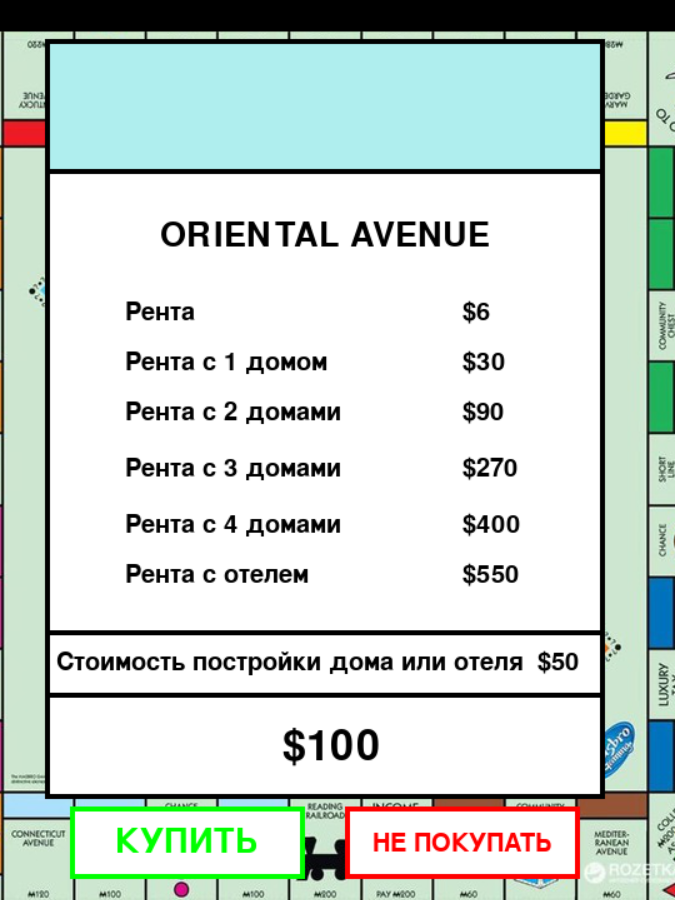 ORIENTAL AVENUE
Рента $6
Рента с 1 домом $30
Рента с 2 домами $90
Рента с 3 домами $270
Рента с 4 домами $400
Рента с отелем $550
Стоимость постройки дома или отеля $50
$100
КУПИТЬ
НЕ ПОКУПАТЬ
COMMUNITY
CHEST
SHORT
LINE
CHANCE
LUXURY
CHANCE
READING
RAILROAD
INCOME
COMMUNITY
CONNECTICUT
AVENUE
MEDITER-
RANEAN
AVENUE
ROZETKA
₩120
₩100
₩100
₩200
PAY ₩200
₩60
₩60